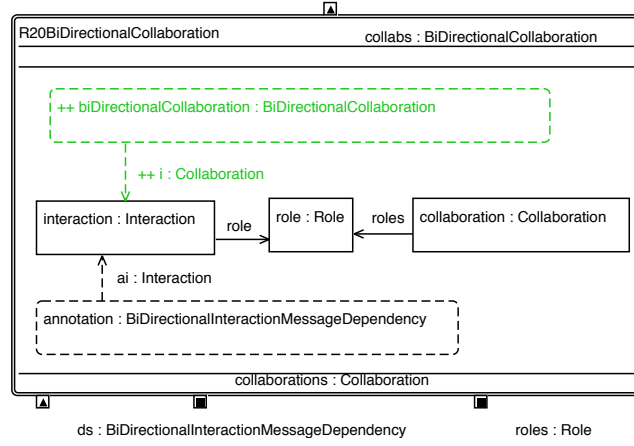 R20BiDirectionalCollaboration
collabs : BiDirectionalCollaboration
++ biDirectionalCollaboration : BiDirectionalCollaboration
++ i : Collaboration
interaction : Interaction
role
role : Role
roles
collaboration : Collaboration
ai : Interaction
annotation : BiDirectionalInteractionMessageDependency
collaborations : Collaboration
ds : BiDirectionalInteractionMessageDependency
roles : Role